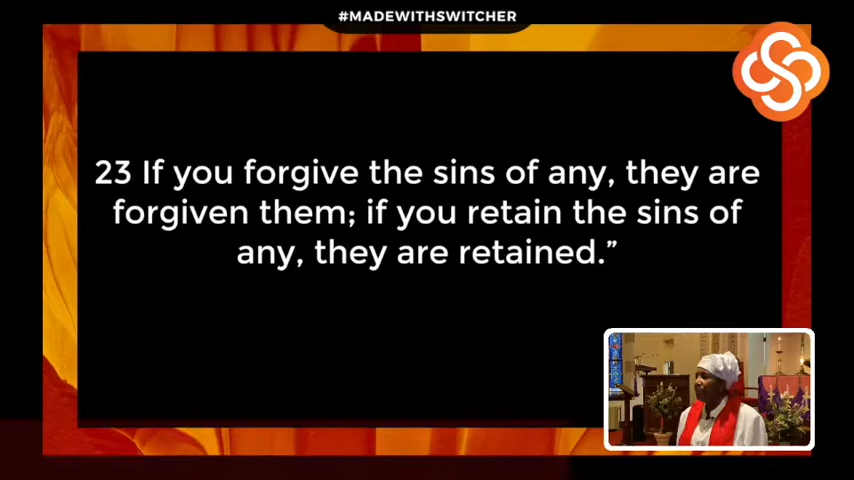 #MADEWITHSWITCHER
23 If you forgive the sins of any, they are
forgiven them; if you retain the sins of
any, they are retained.”